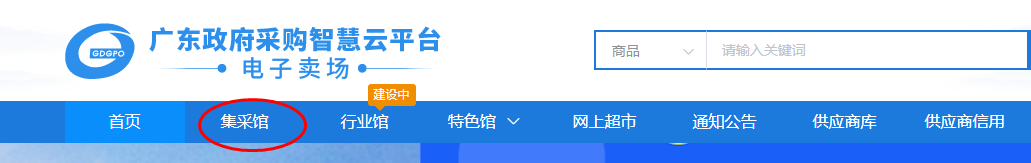 广东政府采购智慧云平台
GDGPO
电子卖场
商品
请输入关键词
建设中
首页
集采馆
行业馆
特色馆
网上超市
通知公告
供应商库
供应商信用